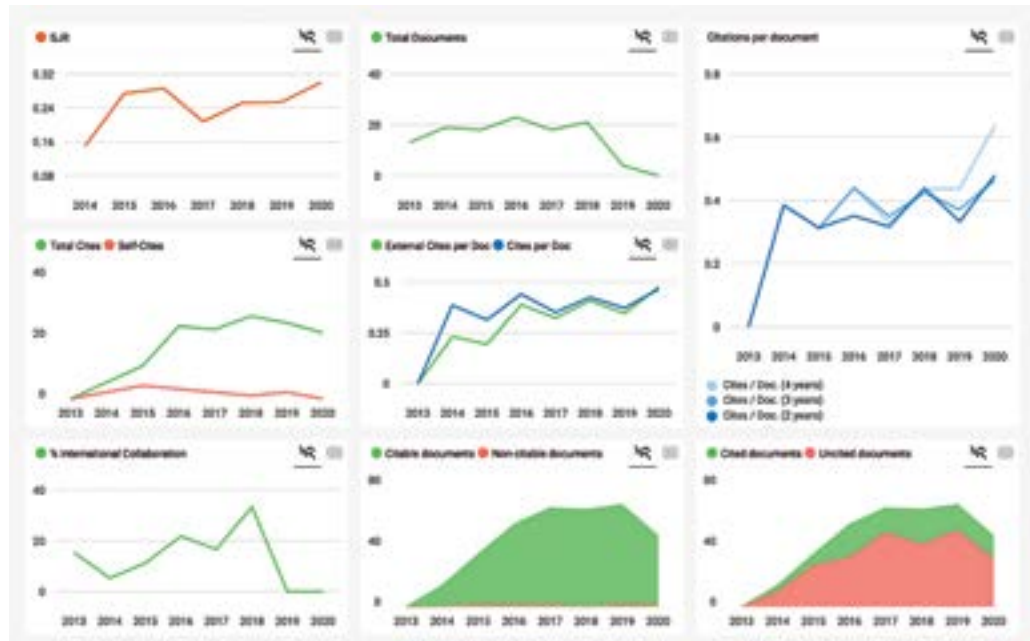 SJR
0.32
0.24
0.16
0.08
2014 2015 2016 2017 2018 2019 2020
Total Documents
40
20
0
2013 2014 2015 2016 2017 2018 2019 2020
Citations per document
0.8
0.6
0.4
0.2
0
2013 2014 2015 2016 2017 2018 2019 2020
Cites / Doc. (4 years)
Cites / Doc. (3 years)
Cites / Doc. (2 years)
Total Cites Self-Cites
40
20
0
2013 2014 2015 2016 2017 2018 2019 2020
External Cites per Doc Cites per Doc
0.5
0.25
0
2013 2014 2015 2016 2017 2018 2019 2020
% International Collaboration
40
20
0
2013 2014 2015 2016 2017 2018 2019 2020
Citable documents Non-citable documents
80
40
0
2013 2014 2015 2016 2017 2018 2019 2020
Cited documents Uncited documents
80
40
0
2013 2014 2015 2016 2017 2018 2019 2020